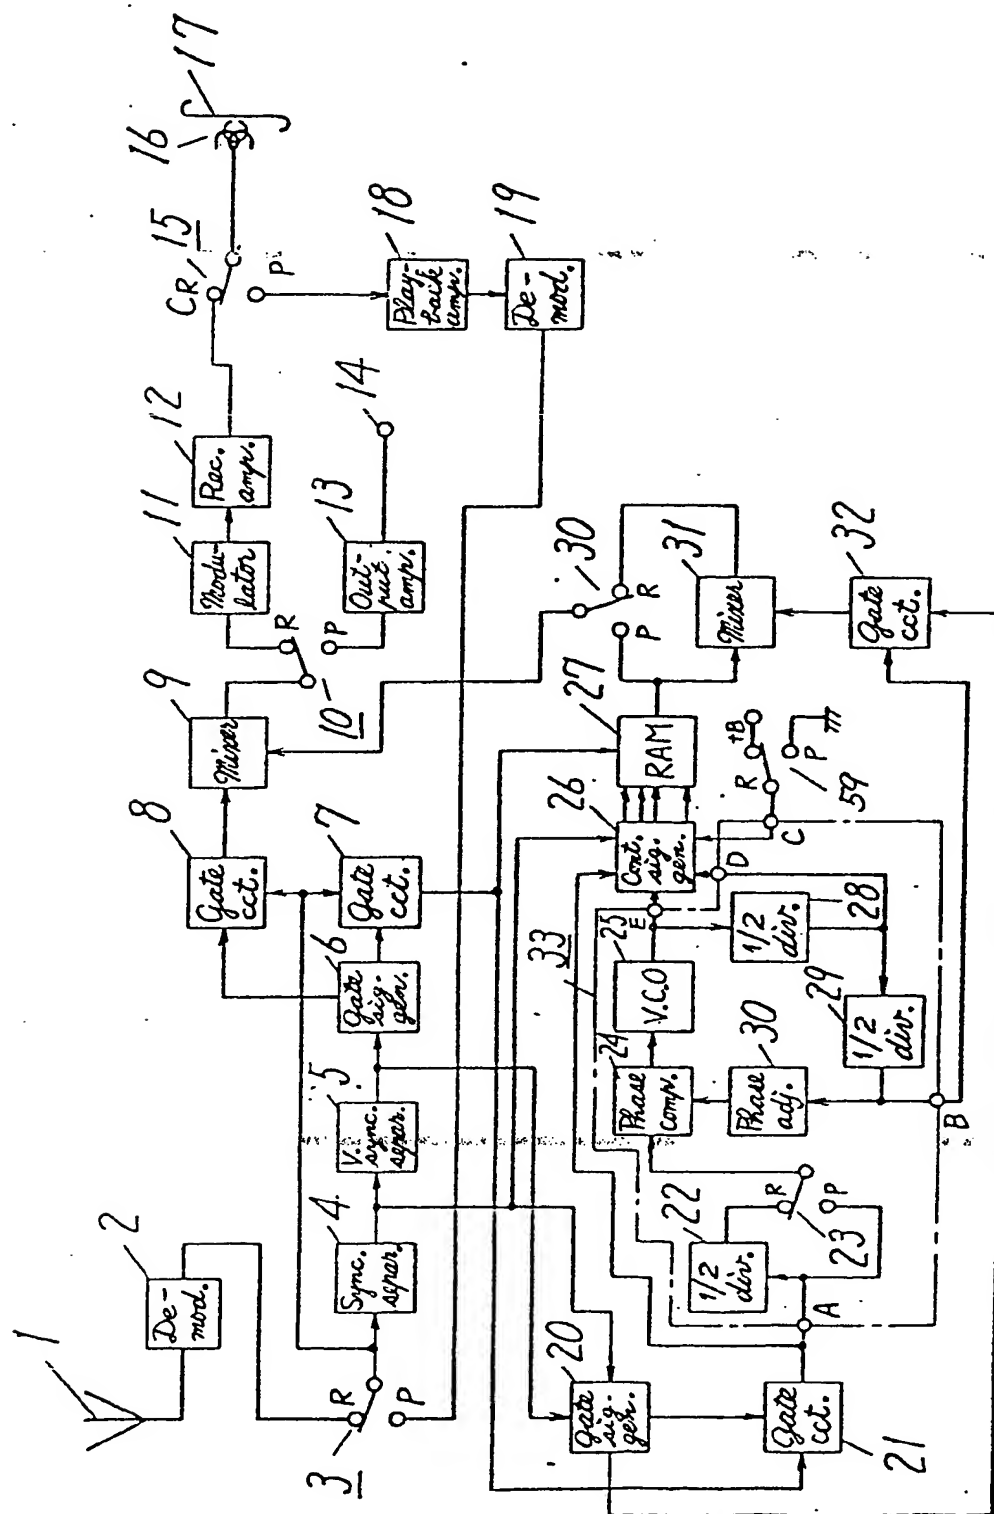 1
2
De-
mod.
3
R
P
4
Sync.
separ.
5
V.
sync
separ.
6
Gate
sig.
gen.
7
Gate
cct.
8
Gate
cct.
9
Mixer
10
R
P
11
Modu-
lator
12
Rec.
amp.
13
Out-
put
amp.
14
15
R
P
C
16
17
18
Play-
back
amp.
19
De-
mod.
20
Gate
sig.
gen.
21
Gate
cct.
22
1/2
div.
23
R
P
A
24
Phase
comp.
25
V.C.O
E
26
Cont.
sig.
gen.
27
RAM
28
1/2
div.
29
1/2
div.
30
Phase
adj.
B
C
D
33
30
R
P
31
Mixer
32
Gate
cct.
+B
R
P
59